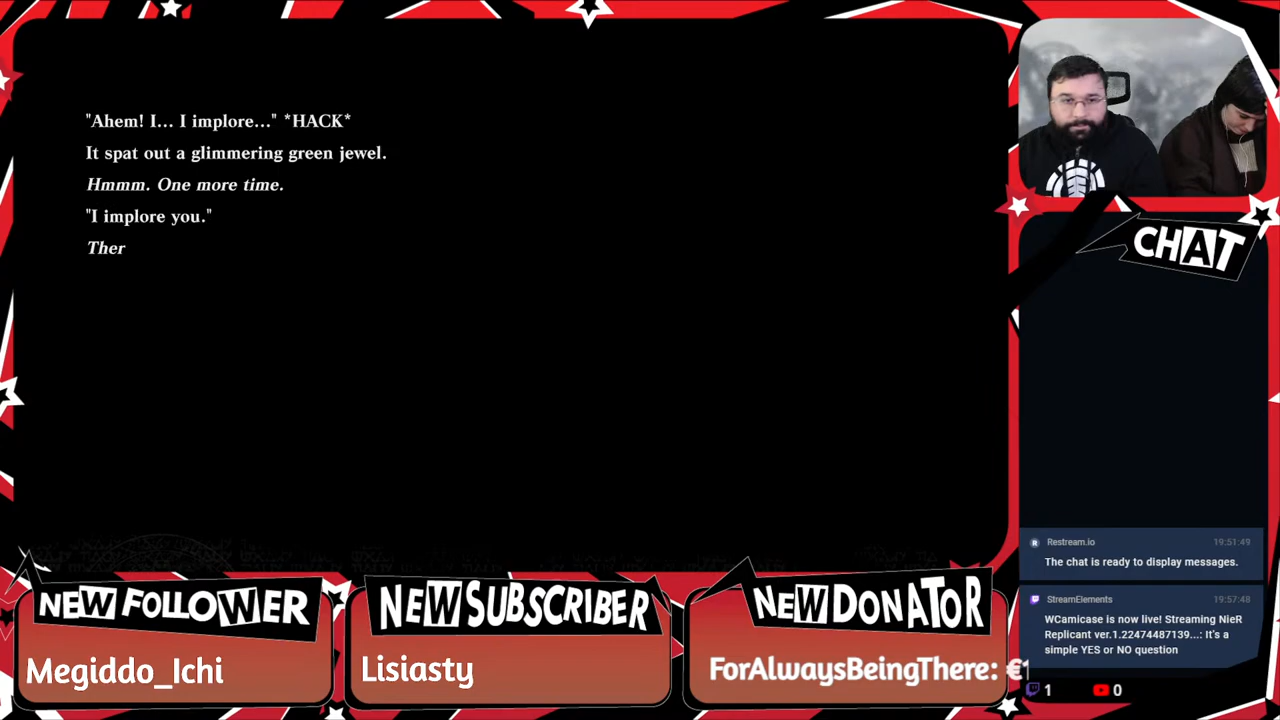 "Ahem! I... I implore..." *HACK*
It spat out a glimmering green jewel.
Hmmm. One more time.
"I implore you."
Ther
CHAT
Restream.io 19:51:49
The chat is ready to display messages.
StreamElements 19:57:48
WCamicase is now live! Streaming NieR
Replicant ver.1.22474487139...: It's a
simple YES or NO question
1 0
NEW FOLLOWER
Megiddo_Ichi
NEW SUBSCRIBER
Lisiasty
NEW DONATOR
ForAlwaysBeingThere: €1